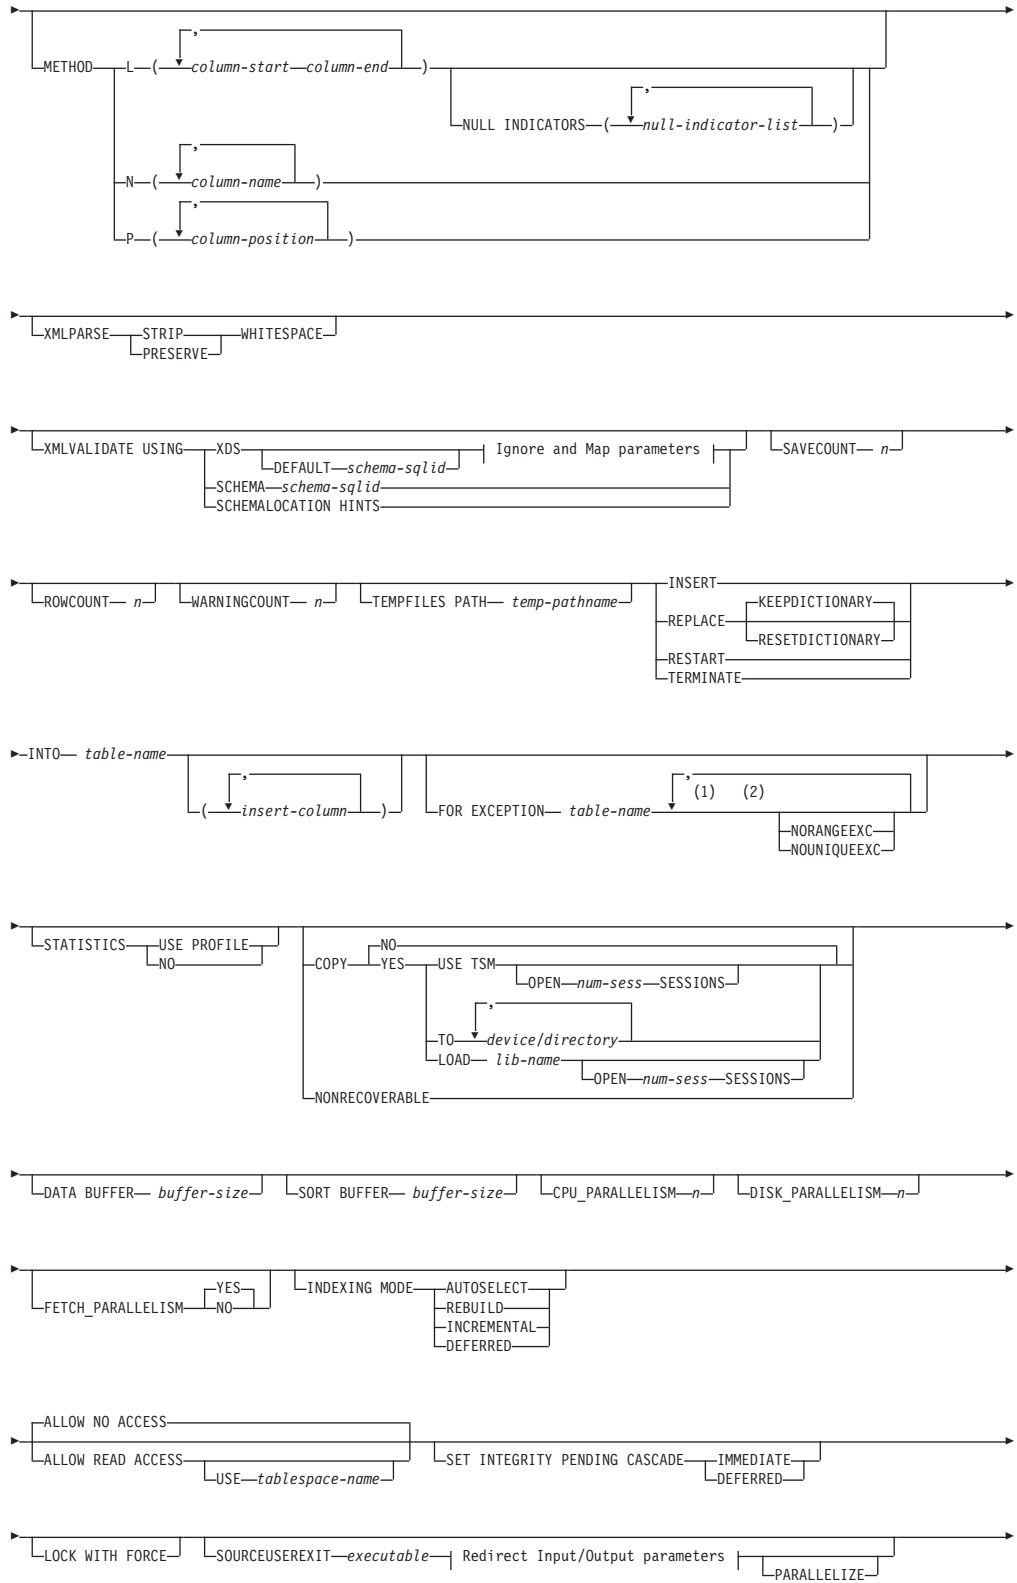 ,
METHOD L ( column-start column-end )
,
NULL INDICATORS ( null-indicator-list )
,
N ( column-name )
,
P ( column-position )
XMLPARSE STRIP WHITESPACE
PRESERVE
XMLVALIDATE USING XDS Ignore and Map parameters SAVECOUNT n
DEFAULT schema-sqlid
SCHEMA schema-sqlid
SCHEMALOCATION HINTS
ROWCOUNT n WARNINGCOUNT n TEMPFILES PATH temp-pathname INSERT
KEEPDICTIONARY
REPLACE
RESETDICTIONARY
RESTART
TERMINATE
INTO table-name
,
( insert-column )
,
(1) (2)
FOR EXCEPTION table-name
NORANGEEXC
NOUNIQUEEXC
STATISTICS USE PROFILE
NO
NO
COPY YES USE TSM
OPEN num-sess SESSIONS
,
TO device/directory
LOAD lib-name
OPEN num-sess SESSIONS
NONRECOVERABLE
DATA BUFFER buffer-size SORT BUFFER buffer-size CPU_PARALLELISM n DISK_PARALLELISM n
YES
FETCH_PARALLELISM NO
INDEXING MODE AUTOSELECT
REBUILD
INCREMENTAL
DEFERRED
ALLOW NO ACCESS
ALLOW READ ACCESS
USE tablespace-name
SET INTEGRITY PENDING CASCADE IMMEDIATE
DEFERRED
LOCK WITH FORCE SOURCEUSEREXIT executable Redirect Input/Output parameters
PARALLELIZE